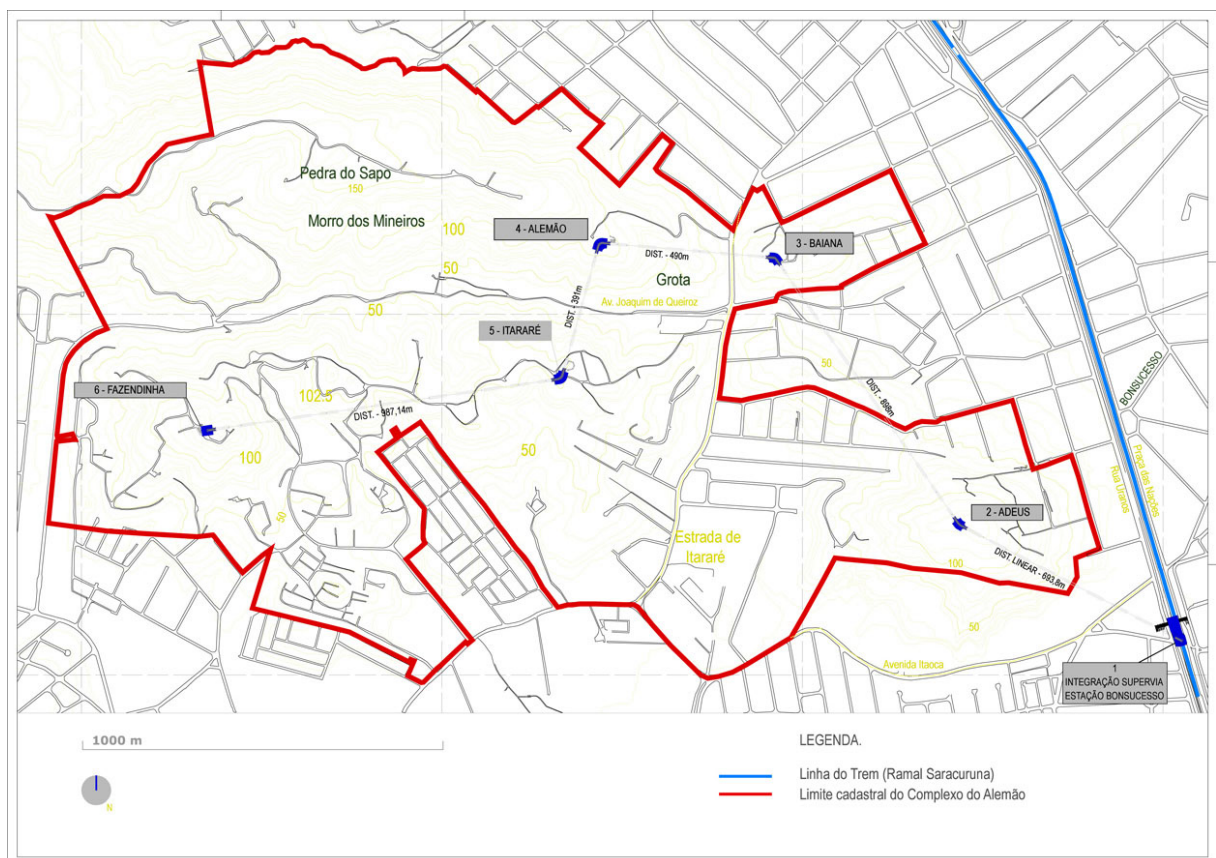 Pedra do Sapo
150
Morro dos Mineiros
100
50
50
4 - ALEMÃO
3 - BAIANA
DIST. - 490m
Grota
Av. Joaquim de Queiroz
DIST. - 391m
5 - ITARARÉ
6 - FAZENDINHA
102.5
DIST. - 987,14m
100
50
50
50
DIST. - 898m
BONSUCESSO
Praça das Nações
Rua Uranos
2 - ADEUS
Estrada de
Itararé
100
DIST. LINEAR - 693,8m
50
Avenida Itaoca
1
INTEGRAÇÃO SUPERVIA
ESTAÇÃO BONSUCESSO
1000 m
N
LEGENDA.
Linha do Trem (Ramal Saracuruna)
Limite cadastral do Complexo do Alemão